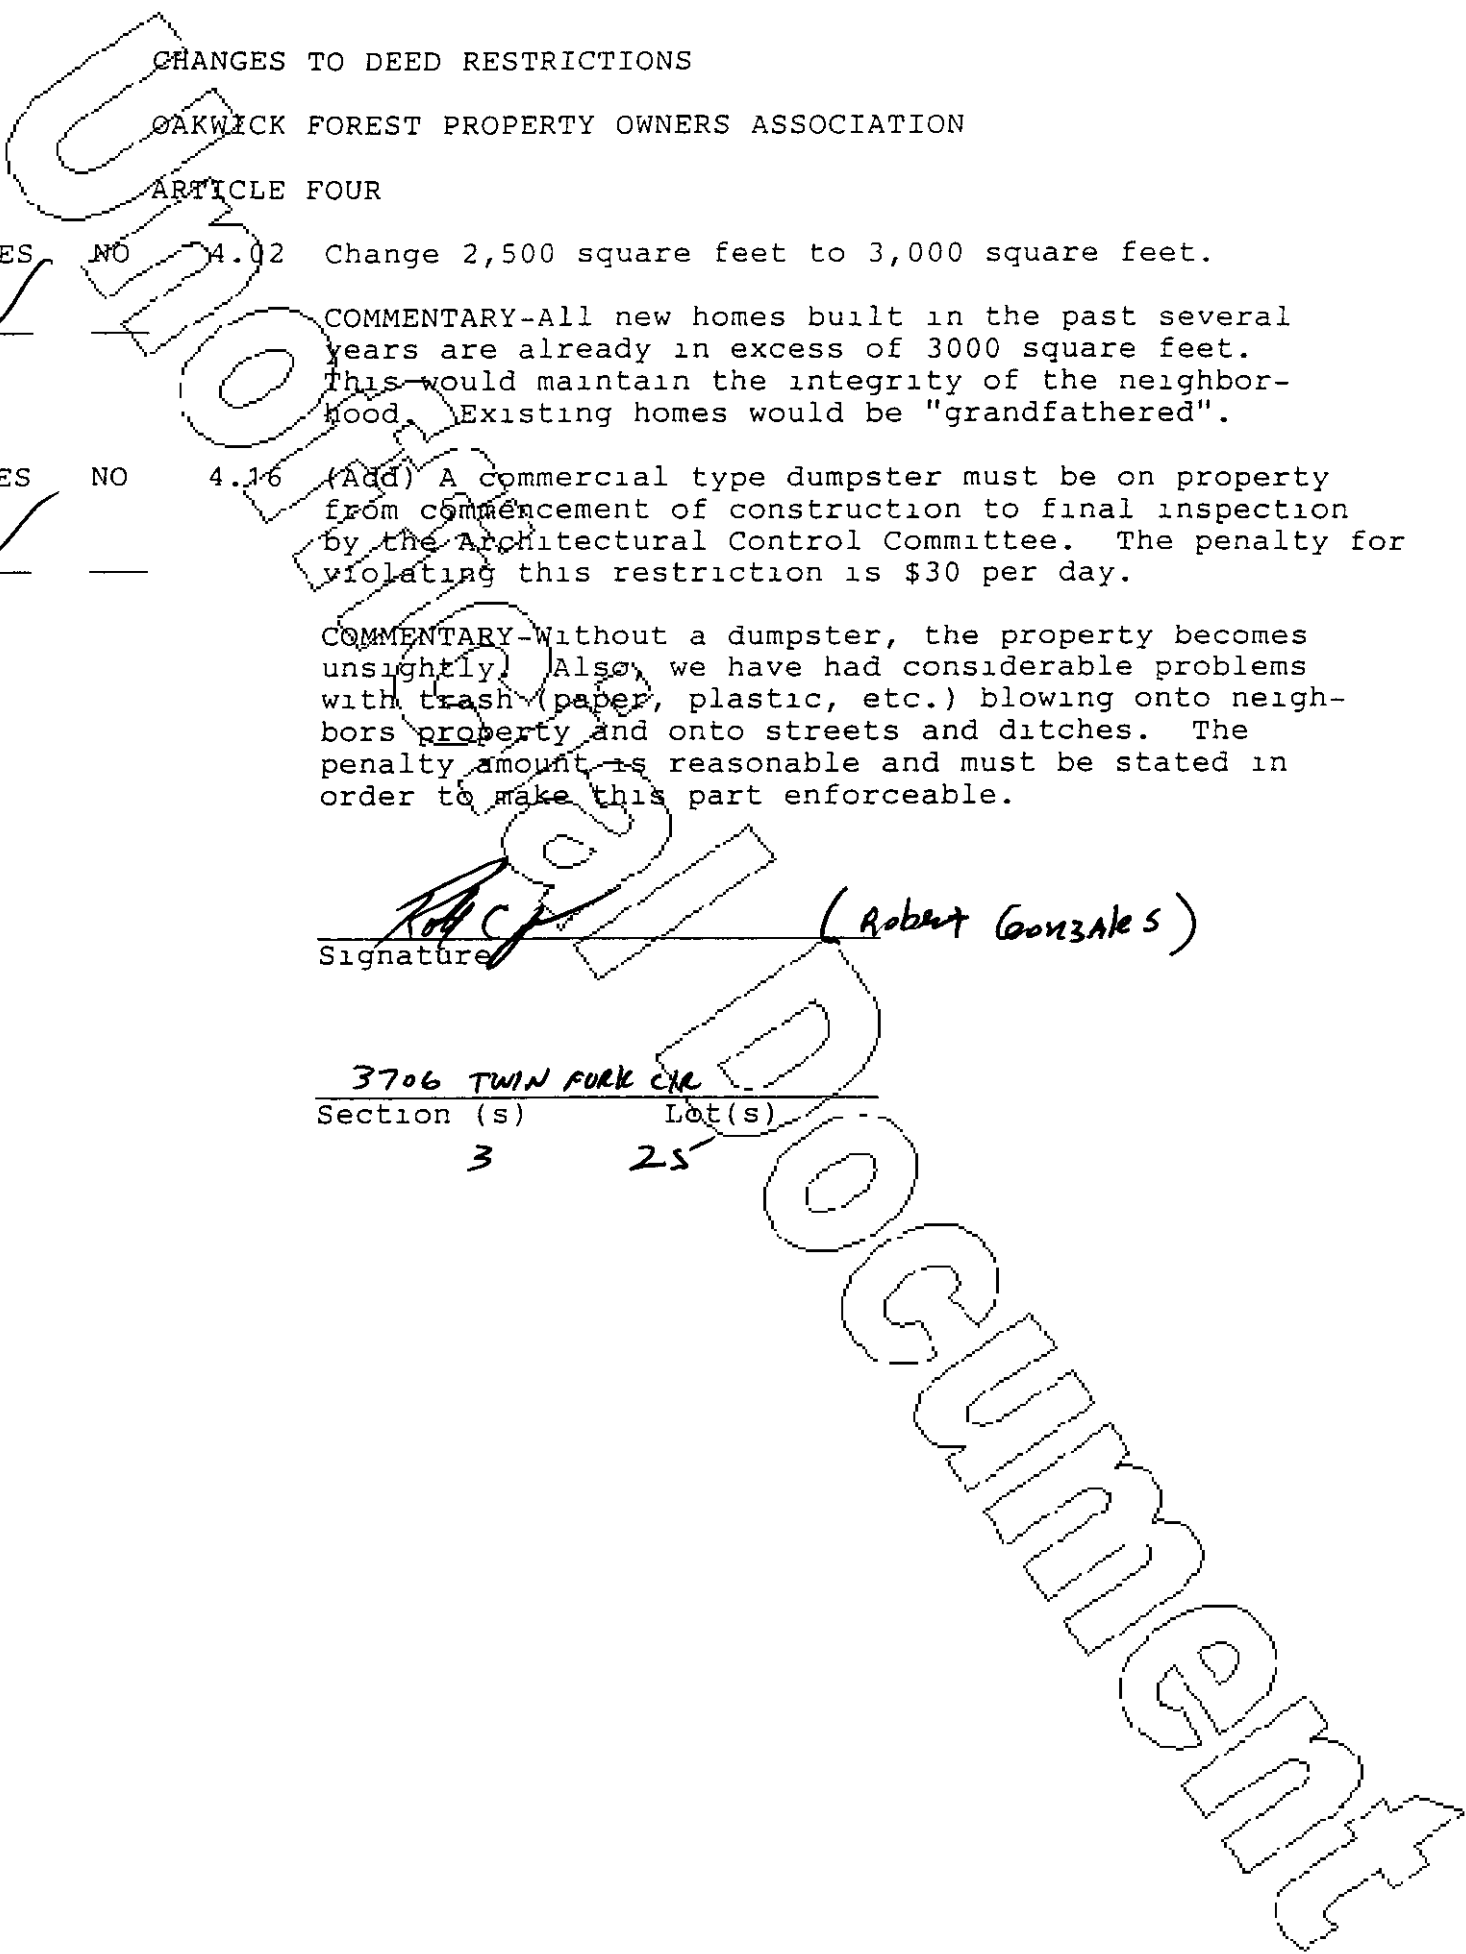 CHANGES TO DEED RESTRICTIONS
OAKWICK FOREST PROPERTY OWNERS ASSOCIATION
ARTICLE FOUR
ES NO 4.02 Change 2,500 square feet to 3,000 square feet.
COMMENTARY-All new homes built in the past several
years are already in excess of 3000 square feet.
This would maintain the integrity of the neighbor-
hood. Existing homes would be "grandfathered".
ES NO 4.16 (Add) A commercial type dumpster must be on property
from commencement of construction to final inspection
by the Architectural Control Committee. The penalty for
violating this restriction is $30 per day.
COMMENTARY-Without a dumpster, the property becomes
unsightly. Also, we have had considerable problems
with trash (paper, plastic, etc.) blowing onto neigh-
bors property and onto streets and ditches. The
penalty amount is reasonable and must be stated in
order to make this part enforceable.
(Robert Gonzales)
Signature
3706 TWIN FORK CIR
Section (s) Lot(s)
3 25
Unofficial Document